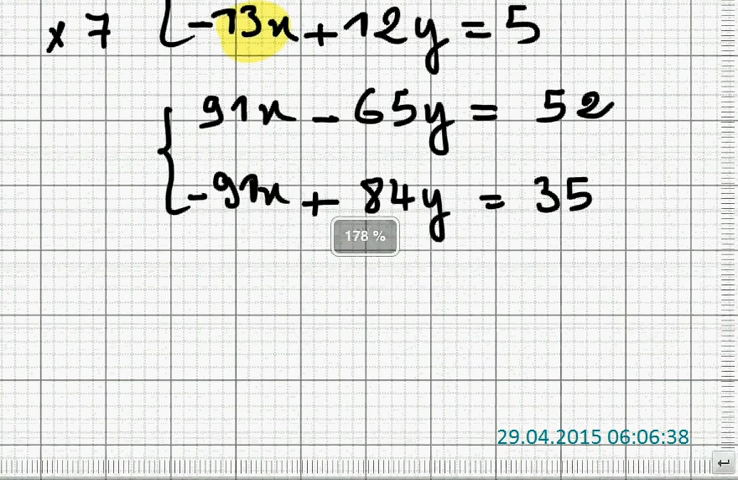 x 7 { -13x + 12y = 5
{ 91x - 65y = 52
-91x + 84y = 35
178 %
29.04.2015 06:06:38